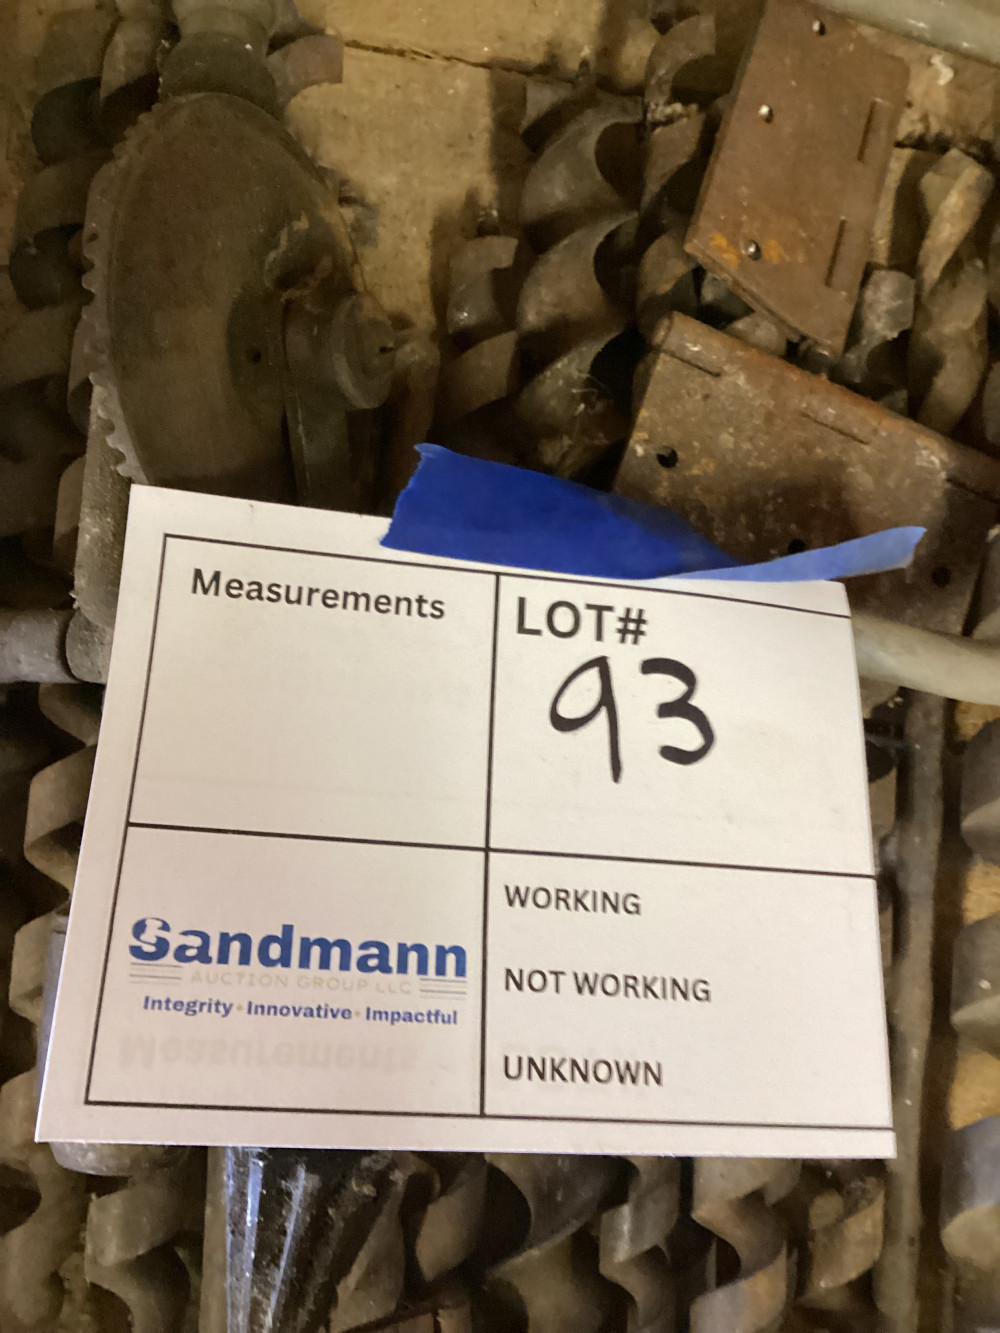 Measurements
LOT#
93
Sandmann
AUCTION GROUP LLC
Integrity • Innovative • Impactful
WORKING
NOT WORKING
UNKNOWN